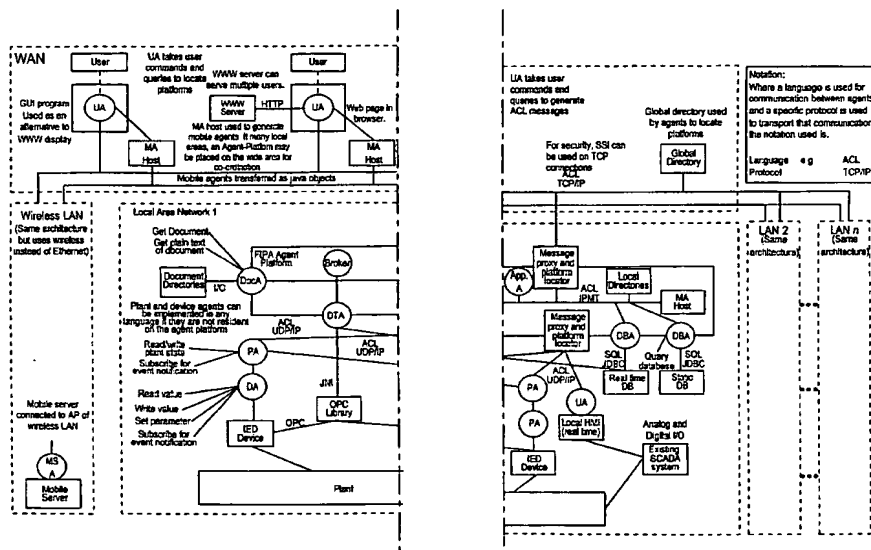 WAN
User
UA takes user
commands and
queries to locate
platforms
User
WWW server can
serve multiple users.
GUI program
Used as an
alternative to
WWW display
UA
WWW
Server
HTTP
UA
Web page in
browser.
MA host used to generate
mobile agents. If many local
areas, an Agent-Platform may
be placed on the wide area for
co-ordination
MA
Host
MA
Host
Mobile agents transferred as java objects
UA takes user
commands and
queries to generate
ACL messages
Global directory used
by agents to locate
platforms
For security, SSI can
be used on TCP
connections
ACL
TCP/IP
Global
Directory
Notation:
Where a language is used for
communication between agents
and a specific protocol is used
to transport that communication
the notation used is.
Language e g ACL
Protocol TCP/IP
Wireless LAN
(Same architecture
but uses wireless
instead of Ethernet)
Mobile server
connected to AP of
wireless LAN
MS
A
Mobile
Server
Local Area Network 1
Get Document
Get plain text
of document
FIPA Agent
Platform
Broker
Document
Directories
I/C
DocA
Plant and device agents can
be implemented in any
language if they are not resident
on the agent platform
ACL
UDP/IP
DTA
Read/write
plant state
PA
ACL
UDP/IP
Subscribe for
event notification
Read value
DA
JNI
Write value
Set parameter
Subscribe for
event notification
IED
Device
OPC
OPC
Library
Plant
Message
proxy and
platform
locator
App.
A
ACL
IPMT
Local
Directories
MA
Host
Message
proxy and
platform
locator
DBA
DBA
ACL
UDP/IP
SQL
JDBC
Query
database
SQL
JDBC
Real time
DB
Static
DB
PA
UA
PA
Local HMI
(real time)
Analog and
Digital I/O
IED
Device
Existing
SCADA
system
LAN 2
(Same
architecture)
LAN n
(Same
architecture)